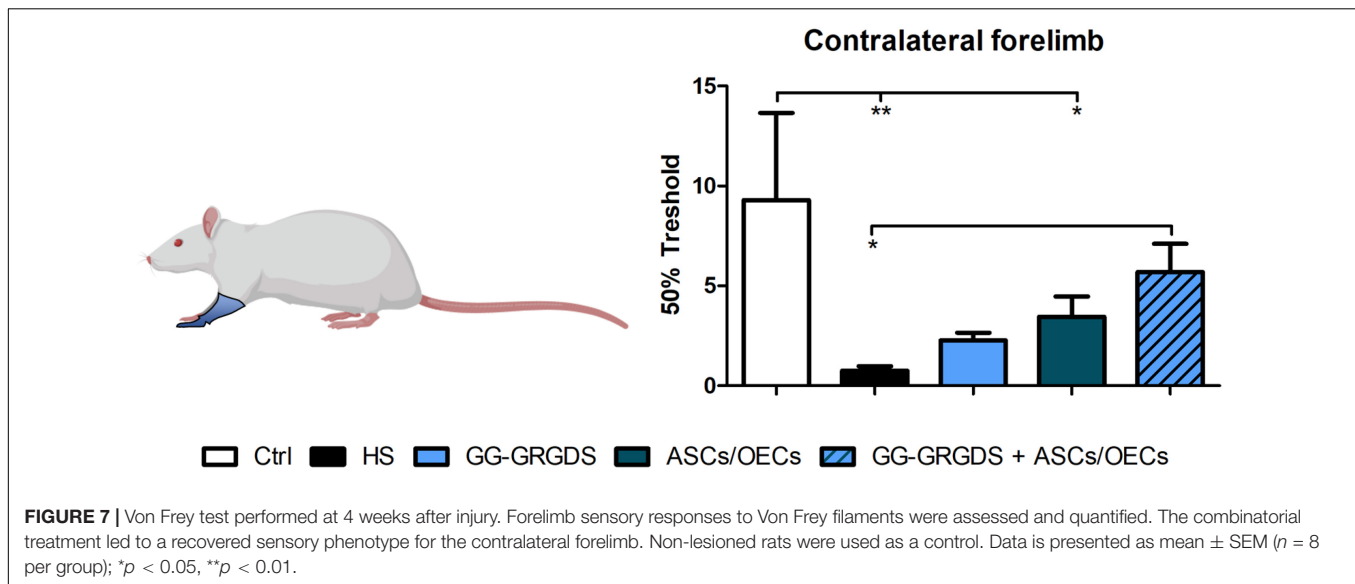 Contralateral forelimb
15
**
*
10
50% Treshold
*
5
0
Ctrl HS GG-GRGDS ASCs/OECs GG-GRGDS + ASCs/OECs
FIGURE 7 | Von Frey test performed at 4 weeks after injury. Forelimb sensory responses to Von Frey filaments were assessed and quantified. The combinatorial
treatment led to a recovered sensory phenotype for the contralateral forelimb. Non-lesioned rats were used as a control. Data is presented as mean ± SEM (n = 8
per group); *p < 0.05, **p < 0.01.